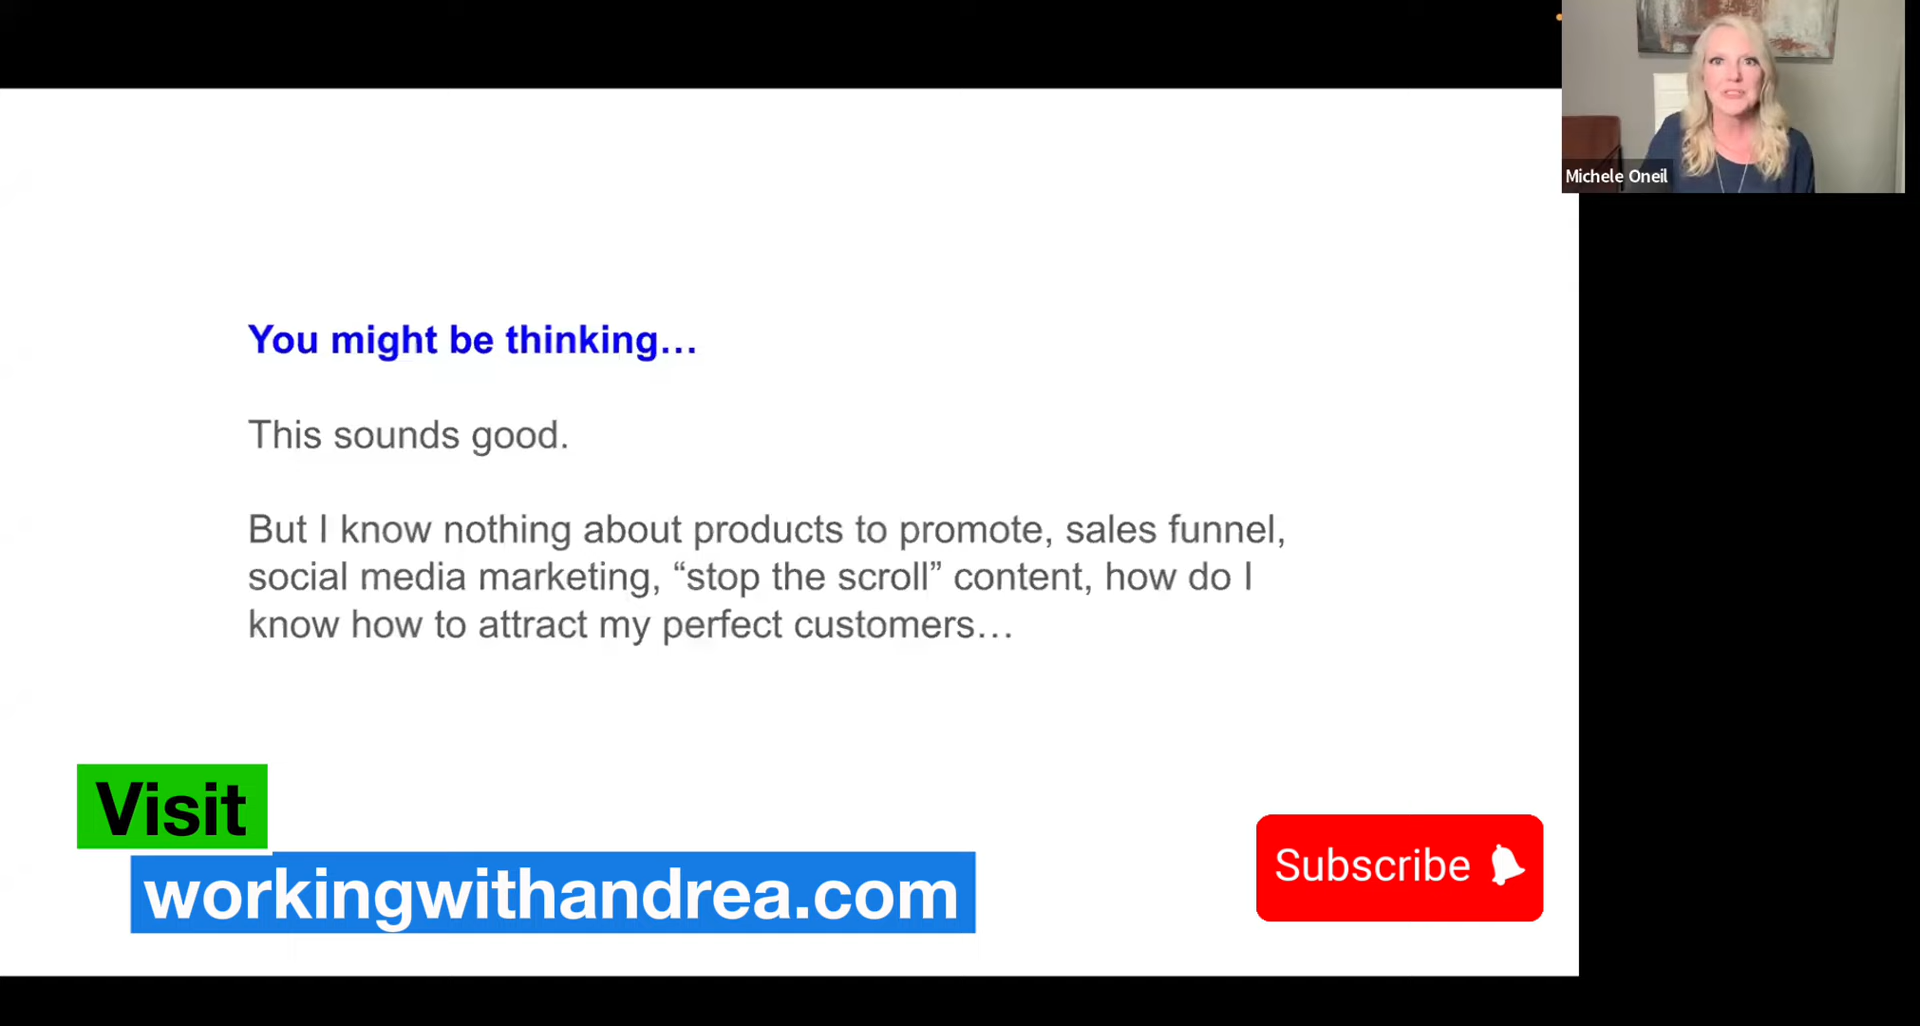 Michele Oneil
You might be thinking…
This sounds good.
But I know nothing about products to promote, sales funnel,
social media marketing, “stop the scroll” content, how do I
know how to attract my perfect customers…
Visit
workingwithandrea.com
Subscribe